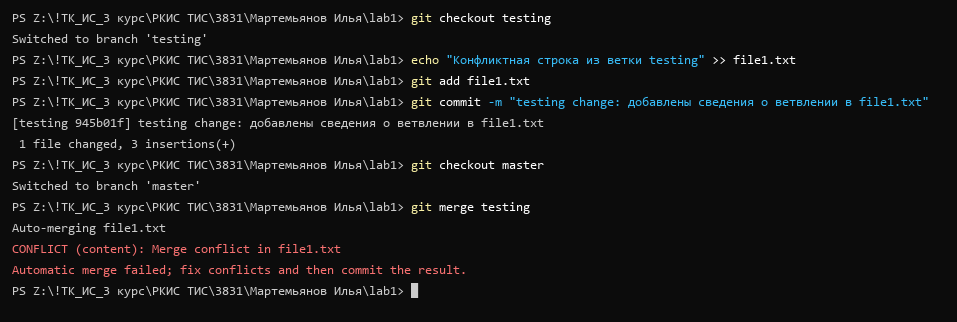 PS Z:\!ТК_ИС_3 курс\РКИС ТИС\3831\Мартемьянов Илья\lab1> git checkout testing
Switched to branch 'testing'
PS Z:\!ТК_ИС_3 курс\РКИС ТИС\3831\Мартемьянов Илья\lab1> echo "Конфликтная строка из ветки testing" >> file1.txt
PS Z:\!ТК_ИС_3 курс\РКИС ТИС\3831\Мартемьянов Илья\lab1> git add file1.txt
PS Z:\!ТК_ИС_3 курс\РКИС ТИС\3831\Мартемьянов Илья\lab1> git commit -m "testing change: добавлены сведения о ветвлении в file1.txt"
[testing 945b01f] testing change: добавлены сведения о ветвлении в file1.txt
 1 file changed, 3 insertions(+)
PS Z:\!ТК_ИС_3 курс\РКИС ТИС\3831\Мартемьянов Илья\lab1> git checkout master
Switched to branch 'master'
PS Z:\!ТК_ИС_3 курс\РКИС ТИС\3831\Мартемьянов Илья\lab1> git merge testing
Auto-merging file1.txt
CONFLICT (content): Merge conflict in file1.txt
Automatic merge failed; fix conflicts and then commit the result.
PS Z:\!ТК_ИС_3 курс\РКИС ТИС\3831\Мартемьянов Илья\lab1>